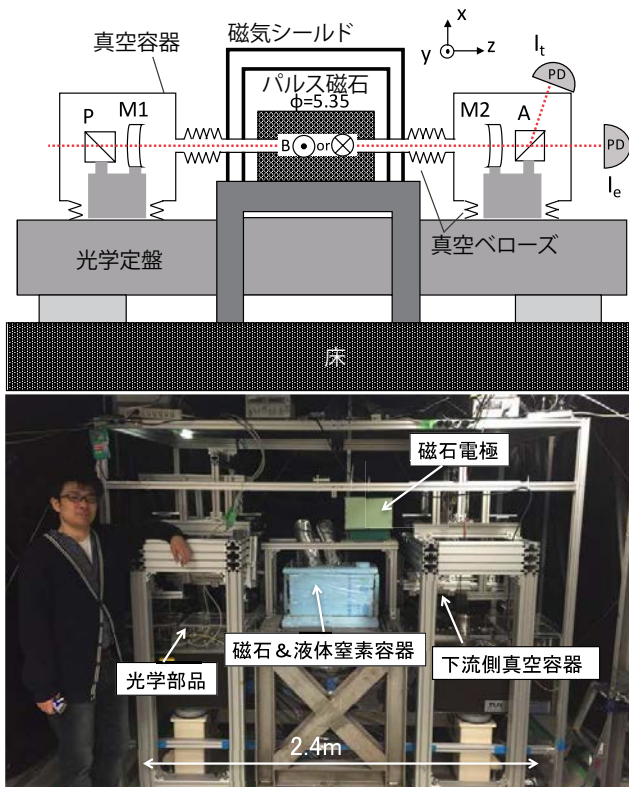 磁気シールド
真空容器
パルス磁石
ϕ=5.35
x
y
z
I_t
PD
P
M1
M2
A
B
or
PD
I_e
真空ベローズ
光学定盤
床
磁石電極
磁石&液体窒素容器
光学部品
下流側真空容器
2.4m